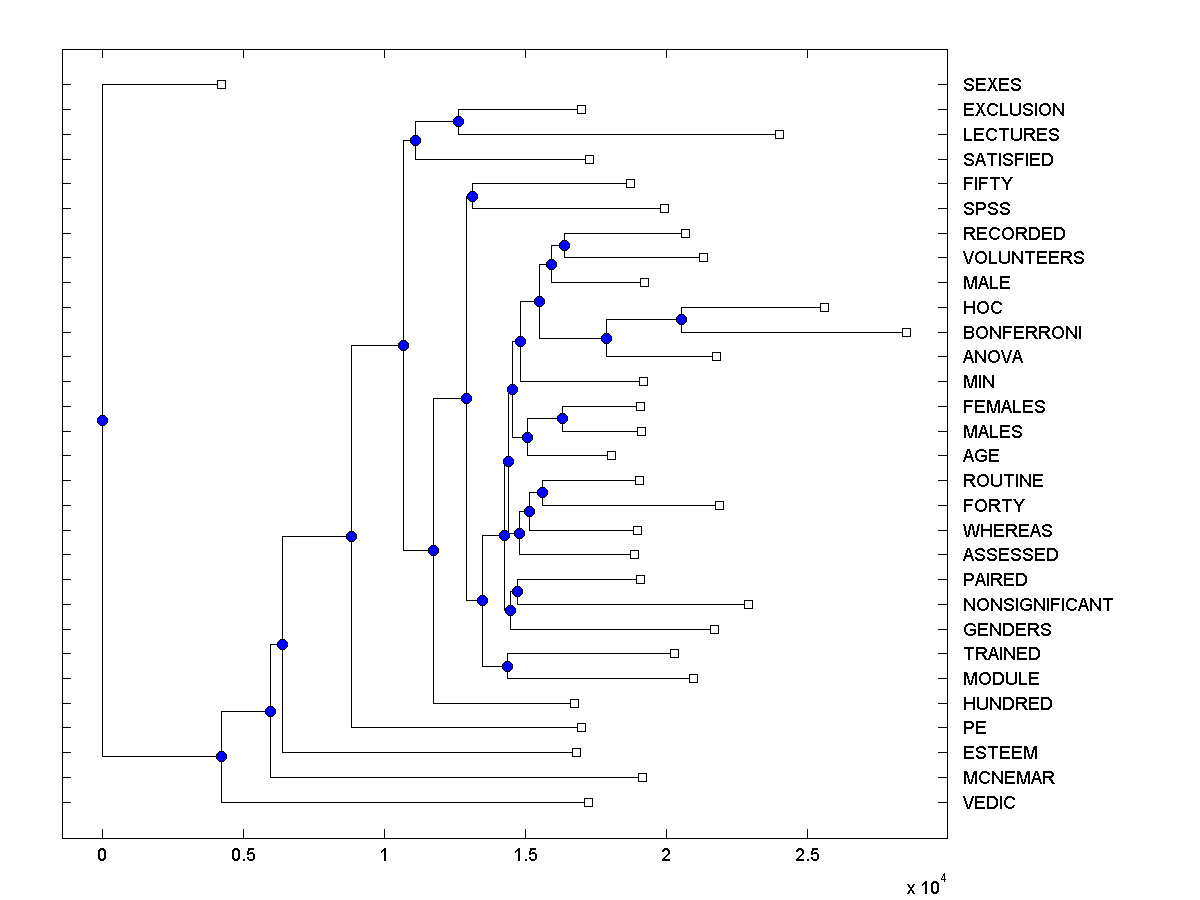 SEXES
EXCLUSION
LECTURES
SATISFIED
FIFTY
SPSS
RECORDED
VOLUNTEERS
MALE
HOC
BONFERRONI
ANOVA
MIN
FEMALES
MALES
AGE
ROUTINE
FORTY
WHEREAS
ASSESSED
PAIRED
NONSIGNIFICANT
GENDERS
TRAINED
MODULE
HUNDRED
PE
ESTEEM
MCNEMAR
VEDIC
0 0.5 1 1.5 2 2.5
x 10^4